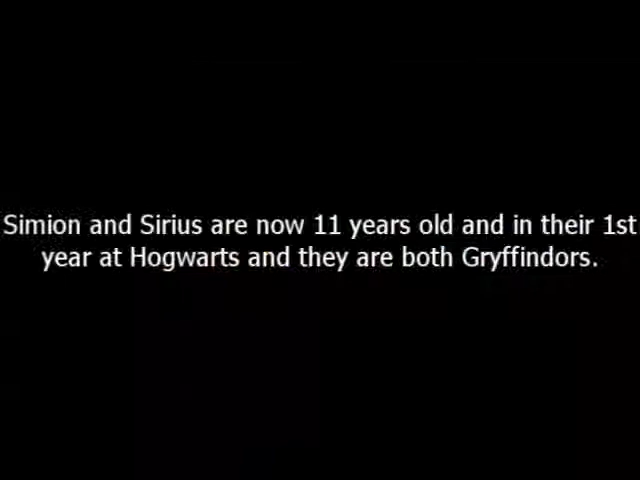 Simion and Sirius are now 11 years old and in their 1st
year at Hogwarts and they are both Gryffindors.